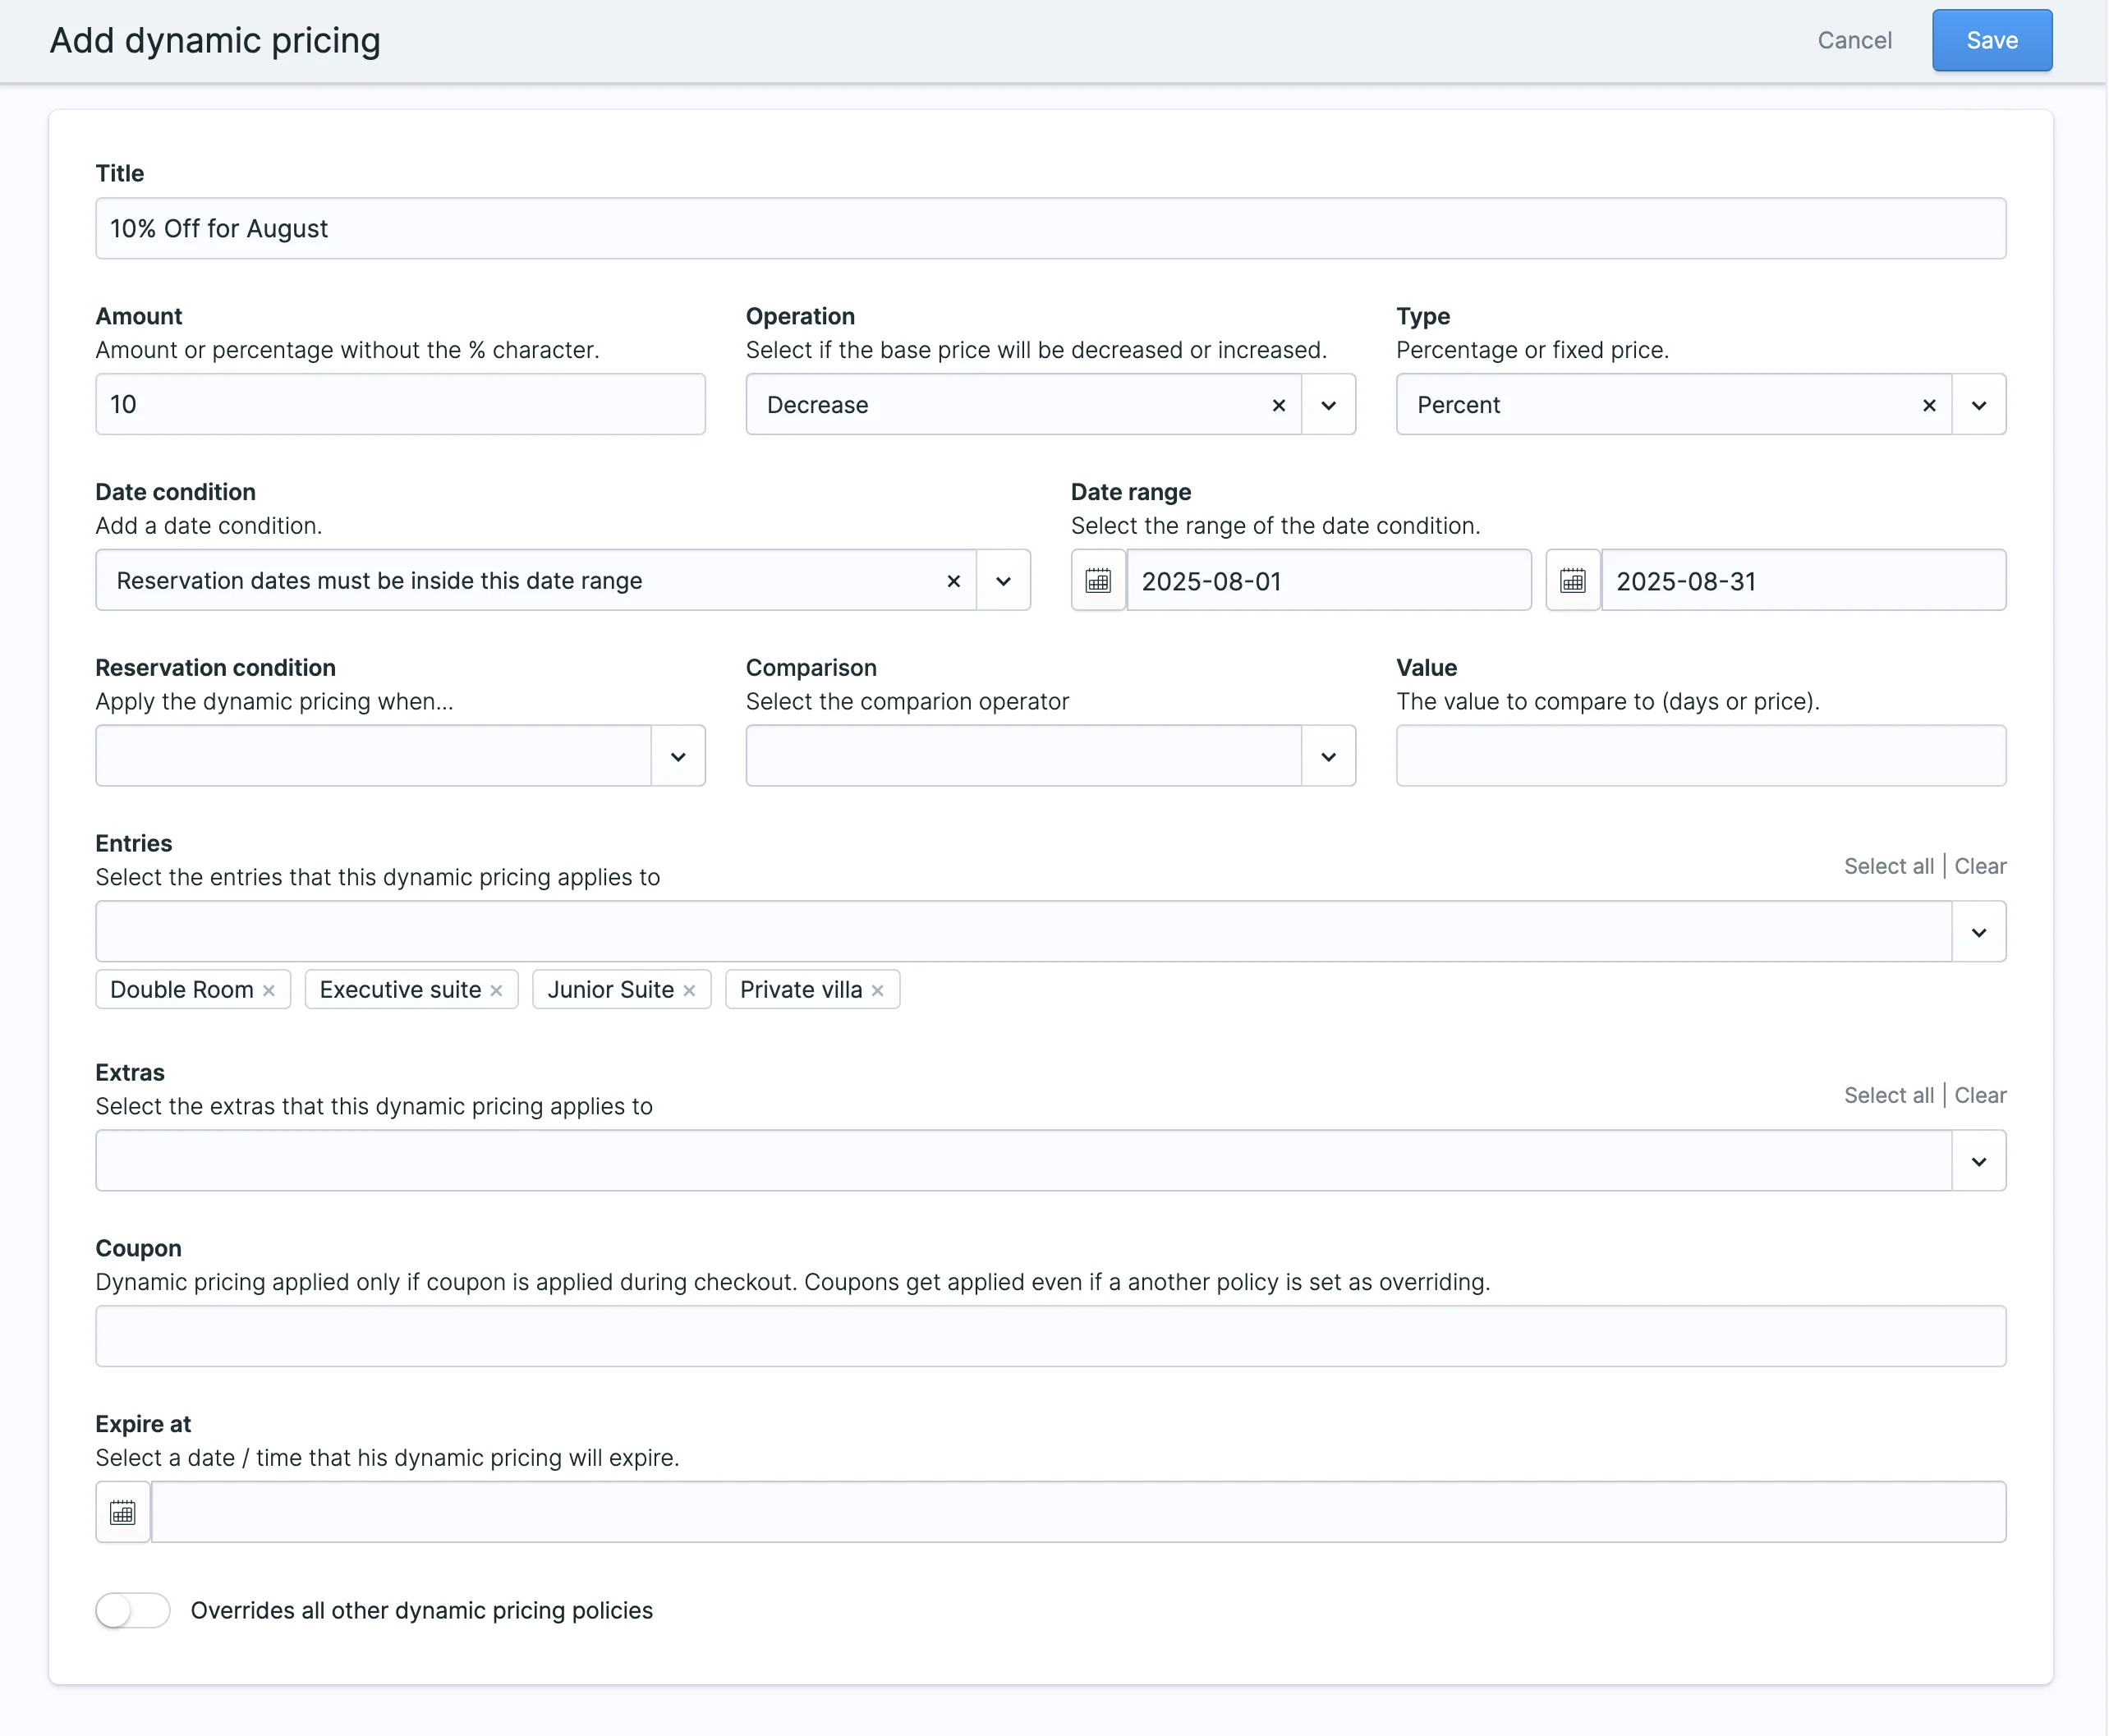 Add dynamic pricing
Cancel
Save
Title
10% Off for August
Amount
Amount or percentage without the % character.
10
Operation
Select if the base price will be decreased or increased.
Decrease
Type
Percentage or fixed price.
Percent
Date condition
Add a date condition.
Reservation dates must be inside this date range
Date range
Select the range of the date condition.
2025-08-01
2025-08-31
Reservation condition
Apply the dynamic pricing when...
Comparison
Select the comparion operator
Value
The value to compare to (days or price).
Entries
Select the entries that this dynamic pricing applies to
Select all | Clear
Double Room ×
Executive suite ×
Junior Suite ×
Private villa ×
Extras
Select the extras that this dynamic pricing applies to
Select all | Clear
Coupon
Dynamic pricing applied only if coupon is applied during checkout. Coupons get applied even if a another policy is set as overriding.
Expire at
Select a date / time that his dynamic pricing will expire.
Overrides all other dynamic pricing policies